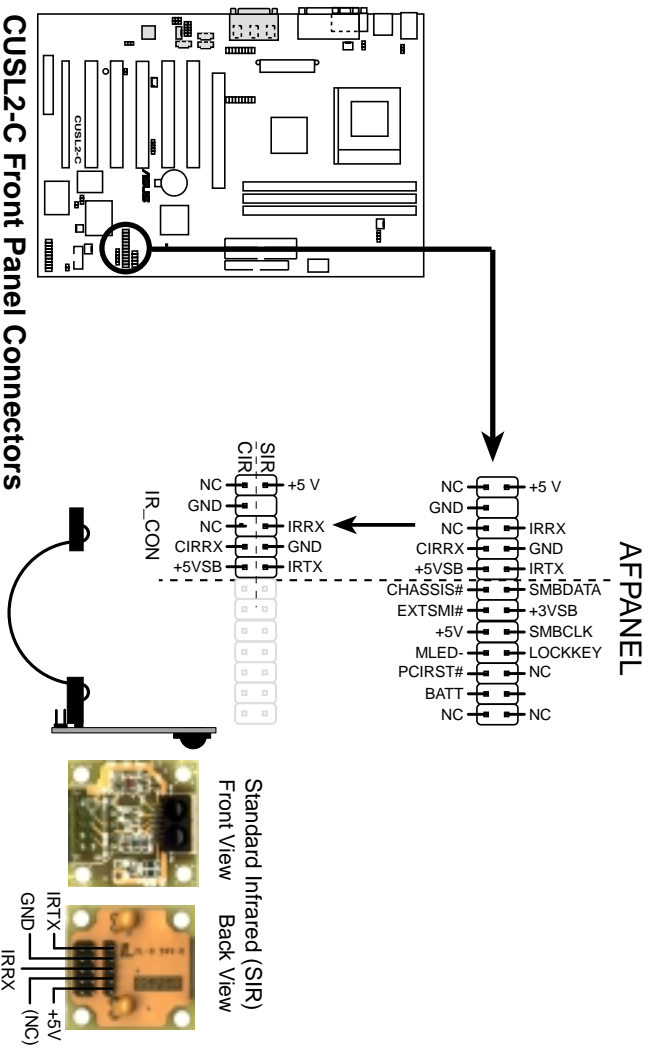 CUSL2-C
ASUS
CUSL2-C Front Panel Connectors
AFPANEL
NC
+5 V
GND
NC
IRRX
CIRRX
GND
+5VSB
IRTX
CHASSIS#
SMBDATA
EXTSMI#
+3VSB
+5V
SMBCLK
MLED-
LOCKKEY
PCIRST#
NC
BATT
NC
NC
SIR
CIR
NC
+5 V
GND
NC
IRRX
CIRRX
GND
+5VSB
IRTX
IR_CON
Standard Infrared (SIR)
Front View
Back View
IRTX
GND
IRRX
(NC)
+5V